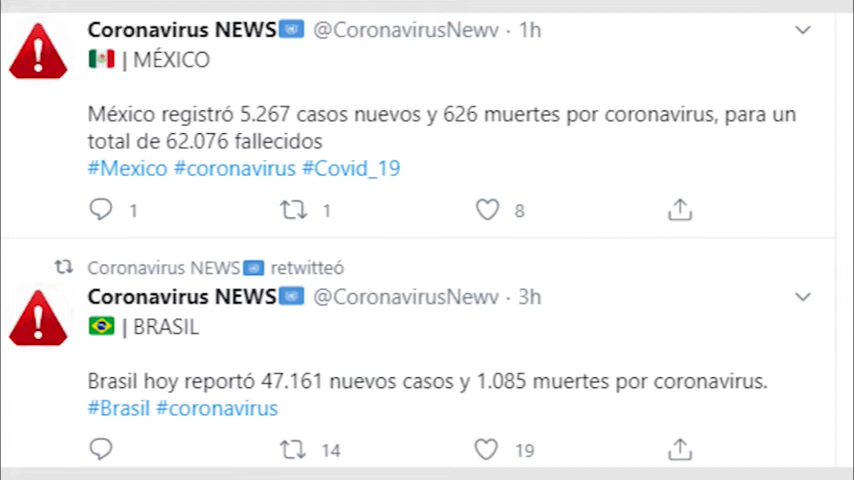 Coronavirus NEWS @CoronavirusNewv · 1h
| MÉXICO
México registró 5.267 casos nuevos y 626 muertes por coronavirus, para un
total de 62.076 fallecidos
#Mexico #coronavirus #Covid_19
1 1 8
Coronavirus NEWS retwitteó
Coronavirus NEWS @CoronavirusNewv · 3h
| BRASIL
Brasil hoy reportó 47.161 nuevos casos y 1.085 muertes por coronavirus.
#Brasil #coronavirus
14 19